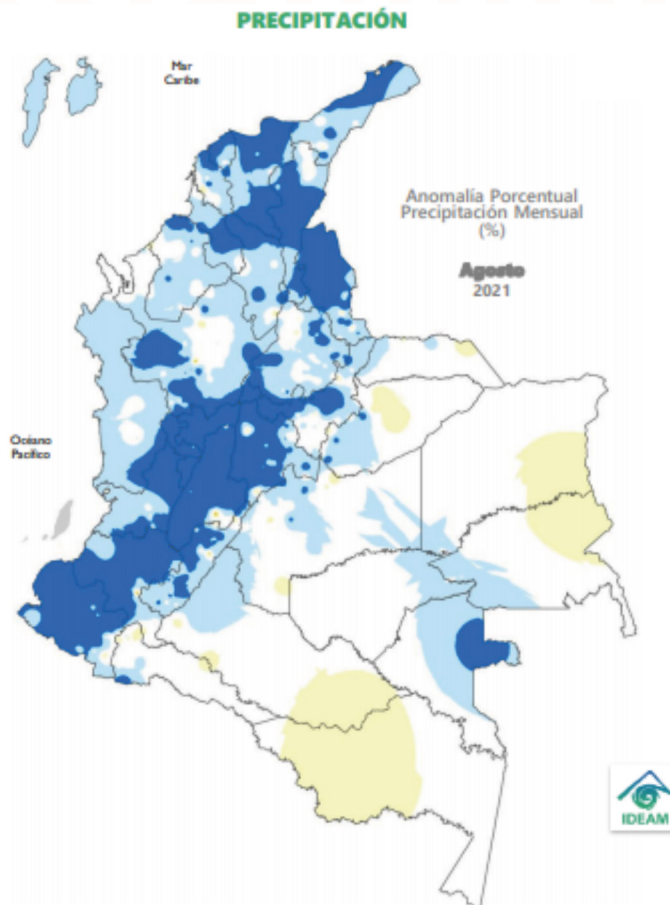 PRECIPITACIÓN
Mar
Caribe
Anomalía Porcentual
Precipitación Mensual
(%)
Agosto
2021
Océano
Pacífico
IDEAM